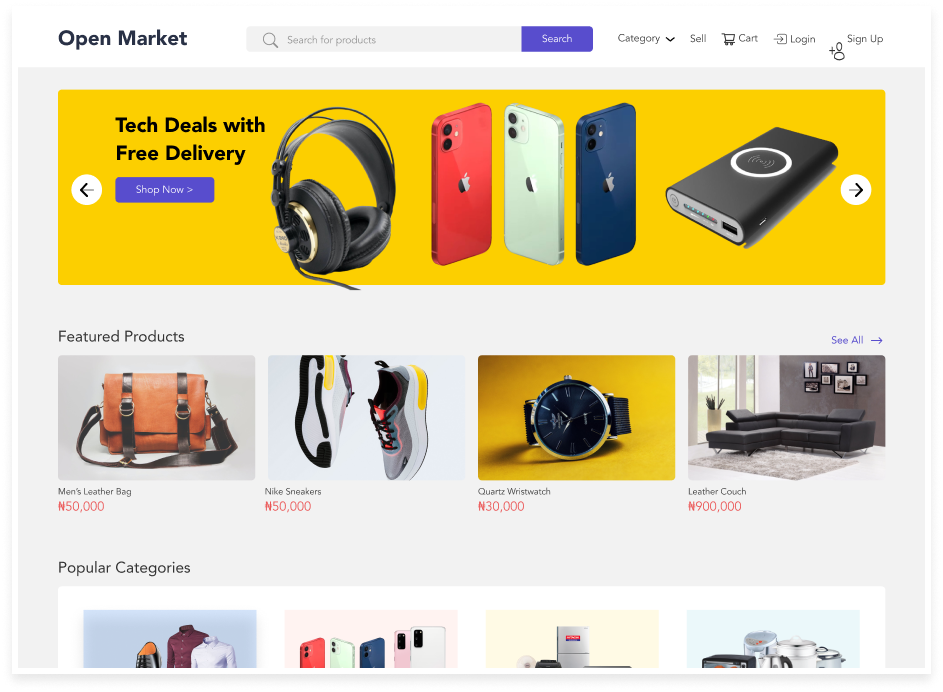 Open Market
Search for products
Search
Category
Sell
Cart
Login
Sign Up
Tech Deals with
Free Delivery
Shop Now >
Featured Products
See All
Men's Leather Bag
₦50,000
Nike Sneakers
₦50,000
Quartz Wristwatch
₦30,000
Leather Couch
₦900,000
Popular Categories